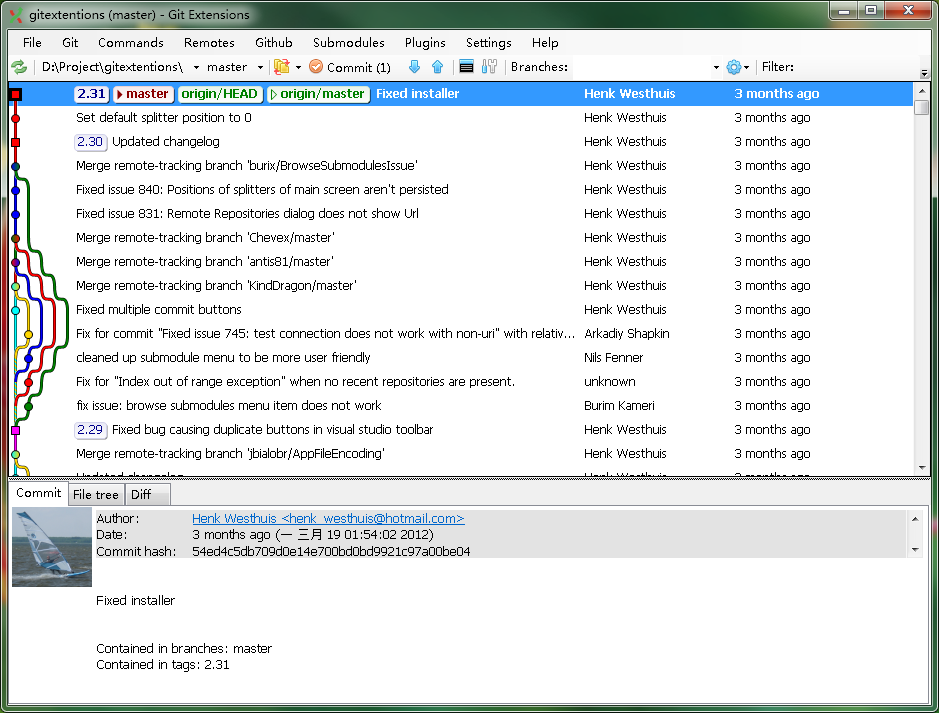 gitextentions (master) - Git Extensions
File Git Commands Remotes Github Submodules Plugins Settings Help
D:\Project\gitextentions\ master Commit (1) Branches: Filter:
2.31 master origin/HEAD origin/master Fixed installer Henk Westhuis 3 months ago
Set default splitter position to 0 Henk Westhuis 3 months ago
2.30 Updated changelog Henk Westhuis 3 months ago
Merge remote-tracking branch 'burix/BrowseSubmodulesIssue' Henk Westhuis 3 months ago
Fixed issue 840: Positions of splitters of main screen aren't persisted Henk Westhuis 3 months ago
Fixed issue 831: Remote Repositories dialog does not show Url Henk Westhuis 3 months ago
Merge remote-tracking branch 'Chevex/master' Henk Westhuis 3 months ago
Merge remote-tracking branch 'antis81/master' Henk Westhuis 3 months ago
Merge remote-tracking branch 'KindDragon/master' Henk Westhuis 3 months ago
Fixed multiple commit buttons Henk Westhuis 3 months ago
Fix for commit "Fixed issue 745: test connection does not work with non-uri" with relativ... Arkadiy Shapkin 3 months ago
cleaned up submodule menu to be more user friendly Nils Fenner 3 months ago
Fix for "Index out of range exception" when no recent repositories are present. unknown 3 months ago
fix issue: browse submodules menu item does not work Burim Kameri 3 months ago
2.29 Fixed bug causing duplicate buttons in visual studio toolbar Henk Westhuis 3 months ago
Merge remote-tracking branch 'jbialobr/AppFileEncoding' Henk Westhuis 3 months ago
Updated changelog Henk Westhuis 3 months ago
Commit File tree Diff
Author: Henk Westhuis <henk_westhuis@hotmail.com>
Date: 3 months ago (一 三月 19 01:54:02 2012)
Commit hash: 54ed4c5db709d0e14e700bd0bd9921c97a00be04
Fixed installer
Contained in branches: master
Contained in tags: 2.31